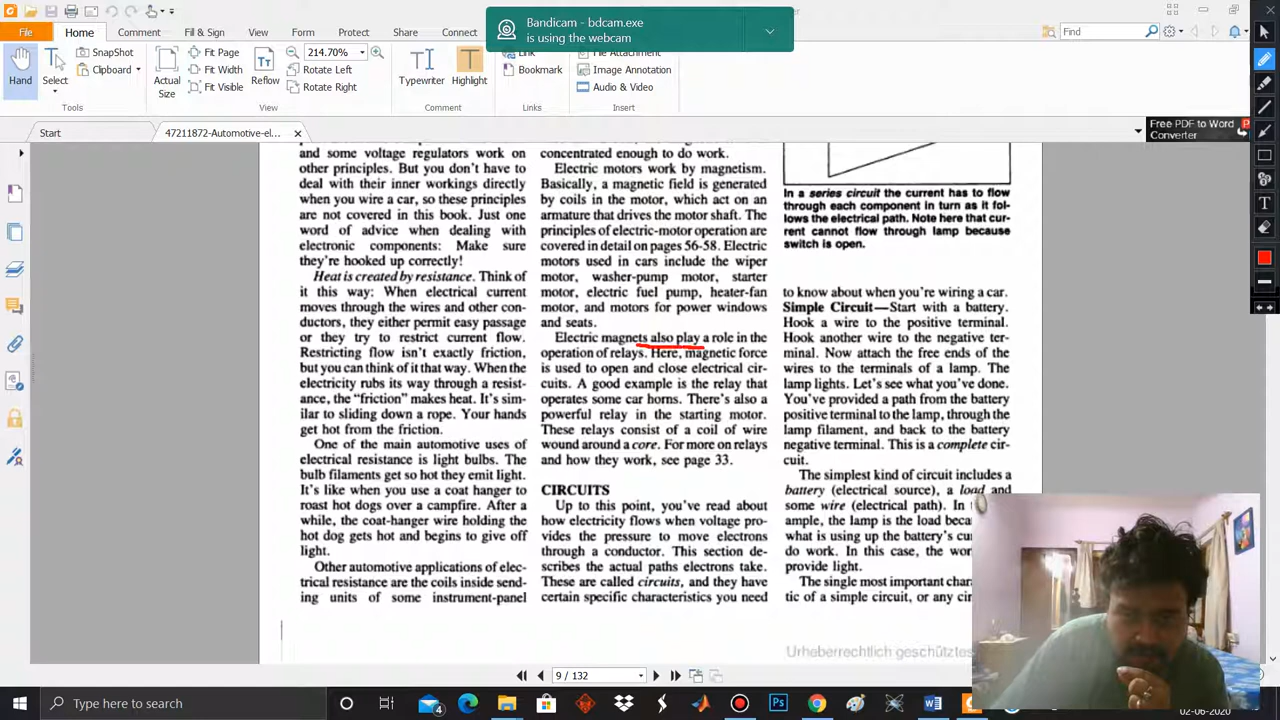 Bandicam - bdcam.exe
is using the webcam
File
Home
Comment
Fill & Sign
View
Form
Protect
Share
Connect
Find
Hand
Select
SnapShot
Clipboard
Actual
Size
Fit Page
Fit Width
Fit Visible
Reflow
214.70%
Rotate Left
Rotate Right
Typewriter
Highlight
Link
Bookmark
File Attachment
Image Annotation
Audio & Video
Tools
View
Comment
Links
Insert
Start
47211872-Automotive-el...
Free PDF to Word
Converter
and some voltage regulators work on
other principles. But you don't have to
deal with their inner workings directly
when you wire a car, so these principles
are not covered in this book. Just one
word of advice when dealing with
electronic components: Make sure
they're hooked up correctly!
Heat is created by resistance. Think of
it this way: When electrical current
moves through the wires and other con-
ductors, they either permit easy passage
or they try to restrict current flow.
Restricting flow isn't exactly friction,
but you can think of it that way. When the
electricity rubs its way through a resist-
ance, the "friction" makes heat. It's sim-
ilar to sliding down a rope. Your hands
get hot from the friction.
One of the main automotive uses of
electrical resistance is light bulbs. The
bulb filaments get so hot they emit light.
It's like when you use a coat hanger to
roast hot dogs over a campfire. After a
while, the coat-hanger wire holding the
hot dog gets hot and begins to give off
light.
Other automotive applications of elec-
trical resistance are the coils inside send-
ing units of some instrument-panel
concentrated enough to do work.
Electric motors work by magnetism.
Basically, a magnetic field is generated
by coils in the motor, which act on an
armature that drives the motor shaft. The
principles of electric-motor operation are
covered in detail on pages 56-58. Electric
motors used in cars include the wiper
motor, washer-pump motor, starter
motor, electric fuel pump, heater-fan
motor, and motors for power windows
and seats.
Electric magnets also play a role in the
operation of relays. Here, magnetic force
is used to open and close electrical cir-
cuits. A good example is the relay that
operates some car horns. There's also a
powerful relay in the starting motor.
These relays consist of a coil of wire
wound around a core. For more on relays
and how they work, see page 33.
CIRCUITS
Up to this point, you've read about
how electricity flows when voltage pro-
vides the pressure to move electrons
through a conductor. This section de-
scribes the actual paths electrons take.
These are called circuits, and they have
certain specific characteristics you need
In a series circuit the current has to flow
through each component in turn as it fol-
lows the electrical path. Note here that cur-
rent cannot flow through lamp because
switch is open.
to know about when you're wiring a car.
Simple Circuit—Start with a battery.
Hook a wire to the positive terminal.
Hook another wire to the negative ter-
minal. Now attach the free ends of the
wires to the terminals of a lamp. The
lamp lights. Let's see what you've done.
You've provided a path from the battery
positive terminal to the lamp, through the
lamp filament, and back to the battery
negative terminal. This is a complete cir-
cuit.
The simplest kind of circuit includes a
battery (electrical source), a load and
some wire (electrical path). In
ample, the lamp is the load
what is using up the battery's
do work. In this case, the
provide light.
The single most important
tic of a simple circuit, or any
Urheberrechtlich geschütztes
9 / 132
Type here to search
4
02-06-2020